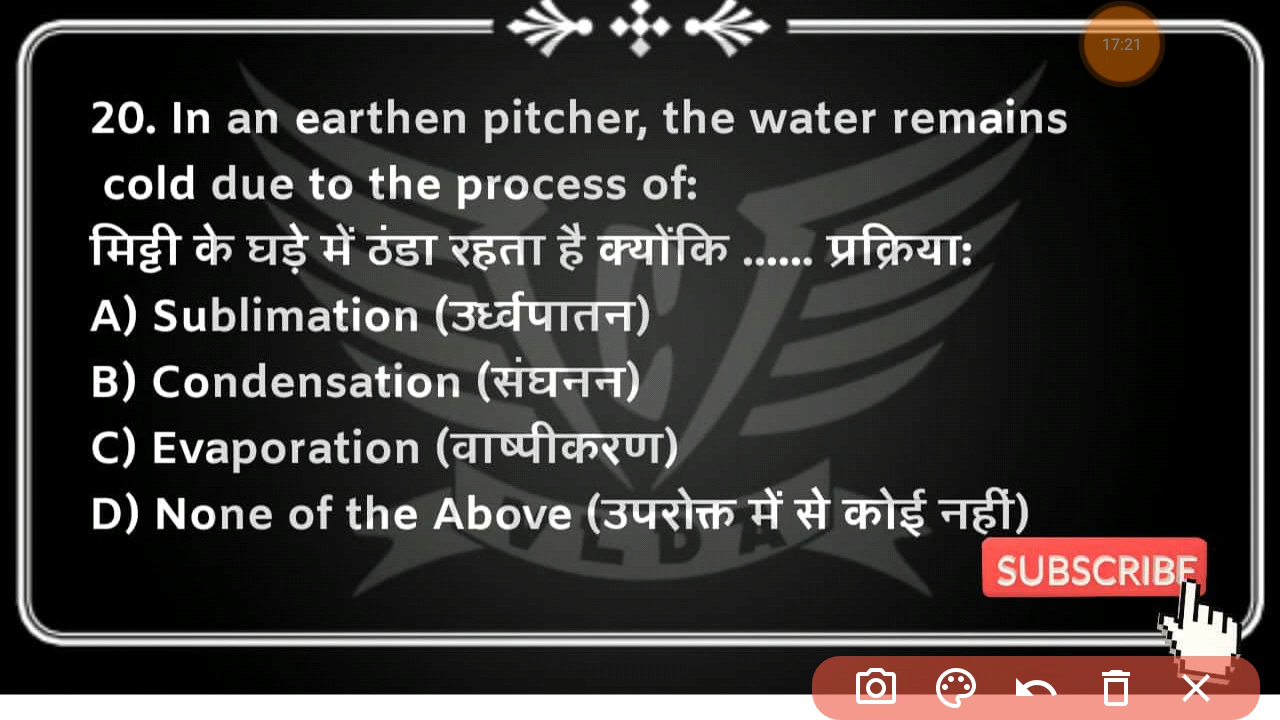 17:21
20. In an earthen pitcher, the water remains
cold due to the process of:
मिट्टी के घड़े में ठंडा रहता है क्योंकि ...... प्रक्रियाः
A) Sublimation (उर्ध्वपातन)
B) Condensation (संघनन)
C) Evaporation (वाष्पीकरण)
D) None of the Above (उपरोक्त में से कोई नहीं)
SUBSCRIBE